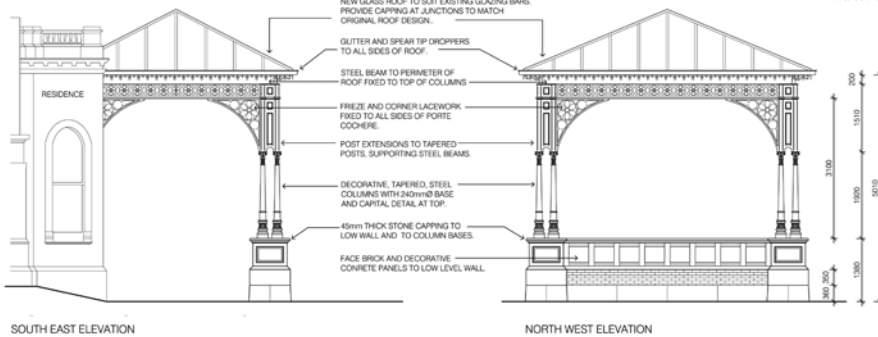 NEW GLASS ROOF TO SUIT EXISTING GLAZING BARS.
PROVIDE CAPPING AT JUNCTIONS TO MATCH
ORIGINAL ROOF DESIGN..
GUTTER AND SPEAR TIP DROPPERS
TO ALL SIDES OF ROOF.
STEEL BEAM TO PERIMETER OF
ROOF FIXED TO TOP OF COLUMNS
RESIDENCE
FRIEZE AND CORNER LACEWORK
FIXED TO ALL SIDES OF PORTE
COCHERE.
POST EXTENSIONS TO TAPERED
POSTS, SUPPORTING STEEL BEAMS.
DECORATIVE, TAPERED, STEEL
COLUMNS WITH 240mmØ BASE
AND CAPITAL DETAIL AT TOP.
45mm THICK STONE CAPPING TO
LOW WALL AND TO COLUMN BASES.
FACE BRICK AND DECORATIVE
CONRETE PANELS TO LOW LEVEL WALL.
200
1510
3100
1920
5010
1380
350
360
SOUTH EAST ELEVATION
NORTH WEST ELEVATION